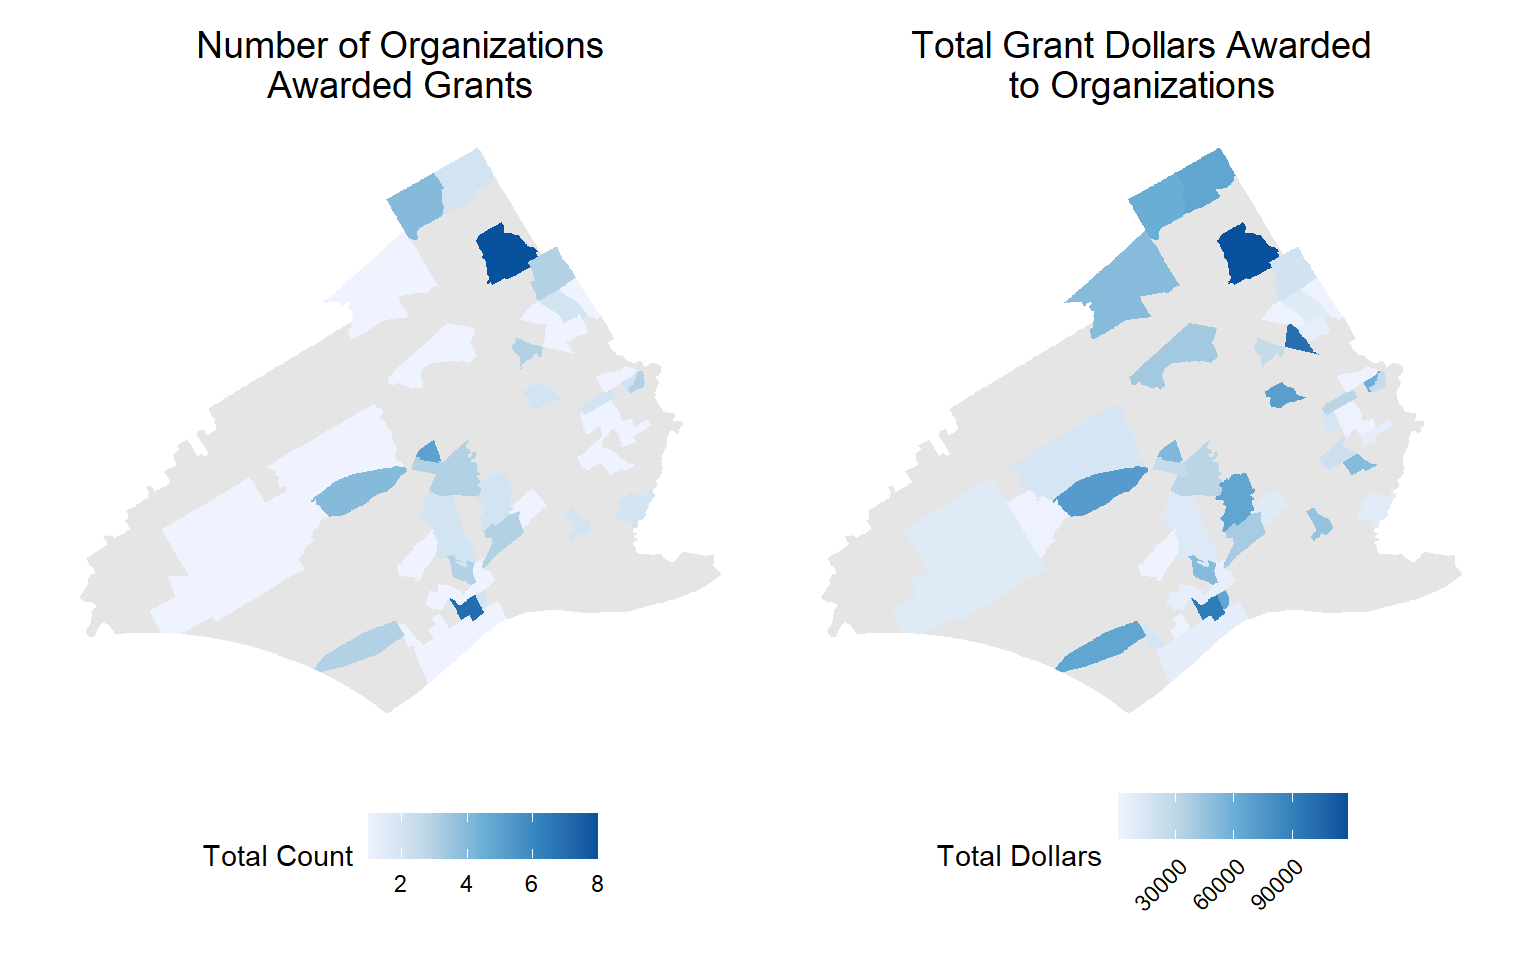 Number of Organizations
Awarded Grants
Total Grant Dollars Awarded
to Organizations
Total Count
2 4 6 8
Total Dollars
30000 60000 90000